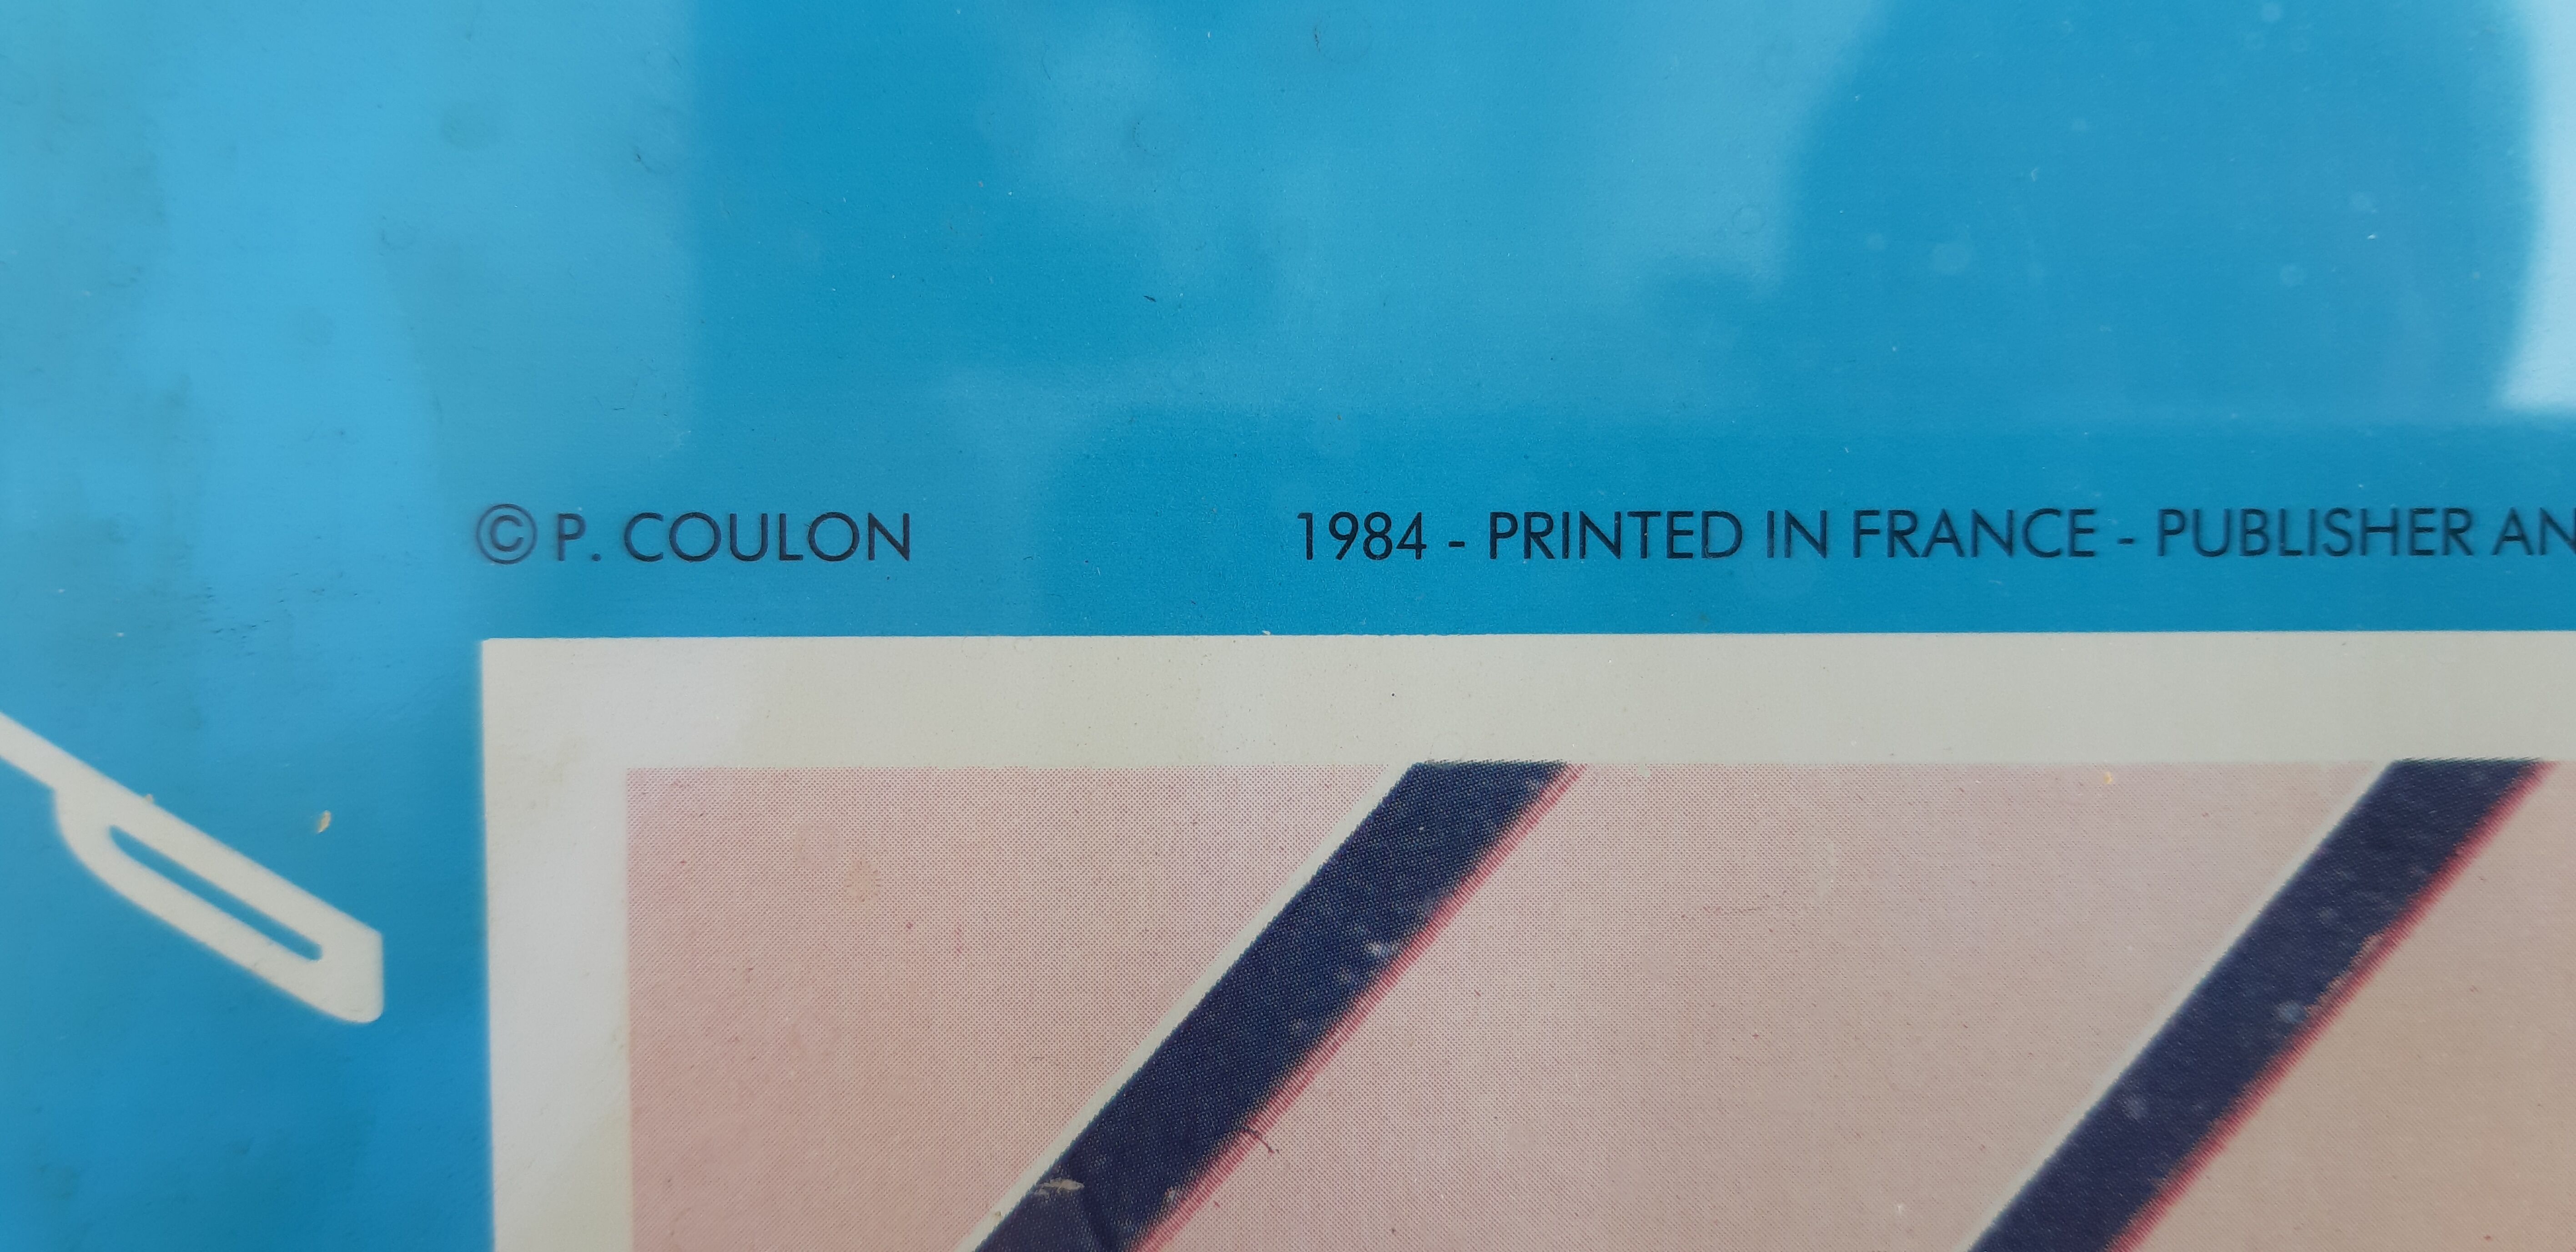 © P. COULON 1984 - PRINTED IN FRANCE - PUBLISHER